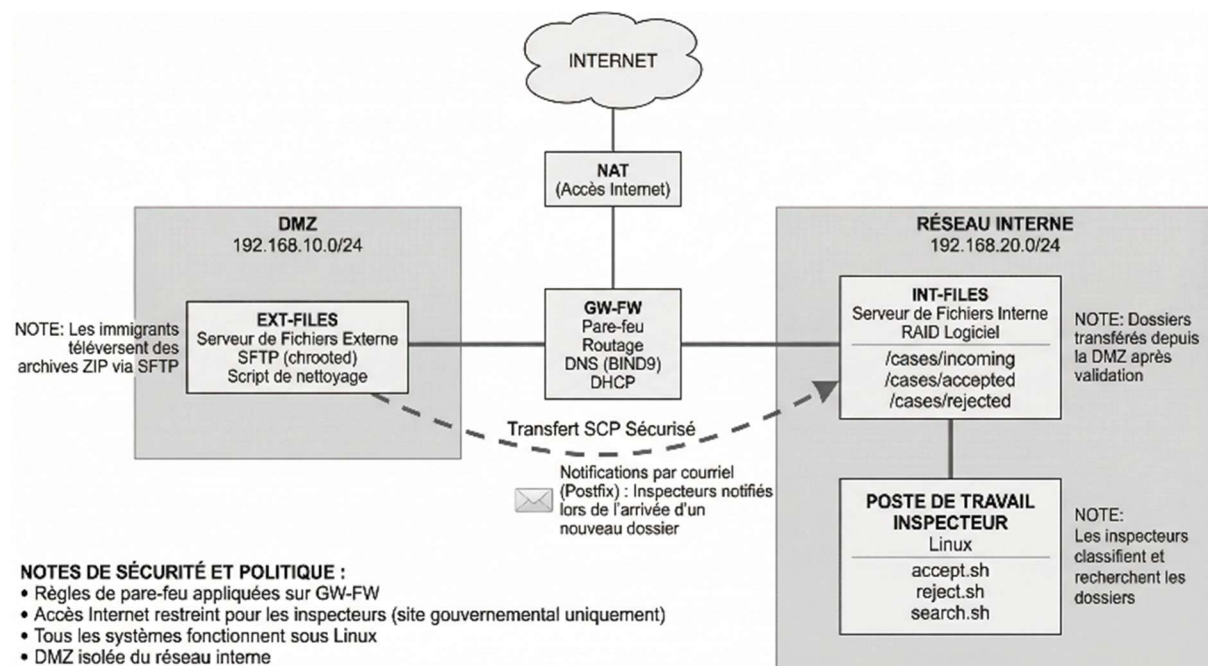 INTERNET
NAT
(Accès Internet)
DMZ
192.168.10.0/24
NOTE: Les immigrants
téléversent des
archives ZIP via SFTP
EXT-FILES
Serveur de Fichiers Externe
SFTP (chrooted)
Script de nettoyage
GW-FW
Pare-feu
Routage
DNS (BIND9)
DHCP
RÉSEAU INTERNE
192.168.20.0/24
INT-FILES
Serveur de Fichiers Interne
RAID Logiciel
/cases/incoming
/cases/accepted
/cases/rejected
NOTE: Dossiers
transférés depuis
la DMZ après
validation
Transfert SCP Sécurisé
Notifications par courriel
(Postfix) : Inspecteurs notifiés
lors de l'arrivée d'un
nouveau dossier
POSTE DE TRAVAIL
INSPECTEUR
Linux
accept.sh
reject.sh
search.sh
NOTE:
Les inspecteurs
classifient et
recherchent les
dossiers
NOTES DE SÉCURITÉ ET POLITIQUE :
• Règles de pare-feu appliquées sur GW-FW
• Accès Internet restreint pour les inspecteurs (site gouvernemental uniquement)
• Tous les systèmes fonctionnent sous Linux
• DMZ isolée du réseau interne